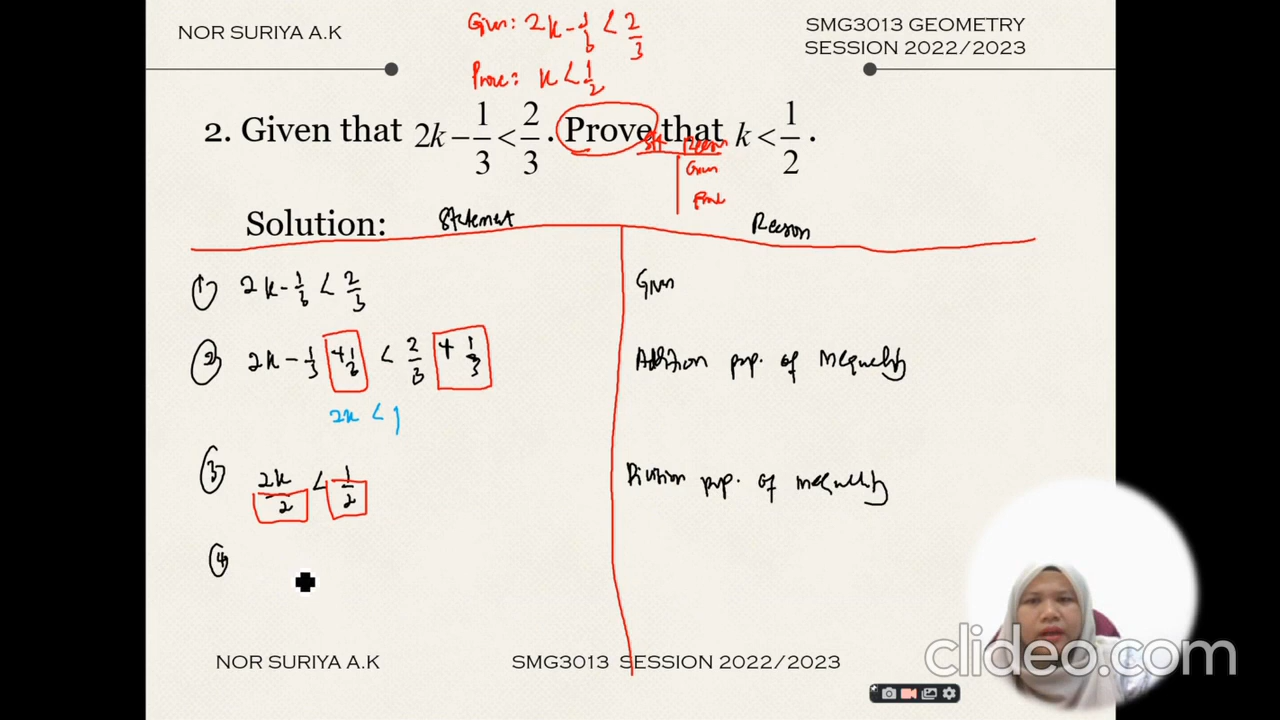 NOR SURIYA A.K
SMG3013 GEOMETRY
SESSION 2022/2023
Given: 2k - 1/3 < 2/3
Prove: k < 1/2
2. Given that 2k − 1/3 < 2/3 . Prove that k < 1/2 .
Reason
Given
Solution:
Statement
Reason
① 2k - 1/3 < 2/3
Given
② 2k - 1/3 + 1/3 < 2/3 + 1/3
Addition prop. of inequality
2k < 1
③ 2k/2 < 1/2
Division prop. of inequality
④
NOR SURIYA A.K
SMG3013 SESSION 2022/2023
clideo.com